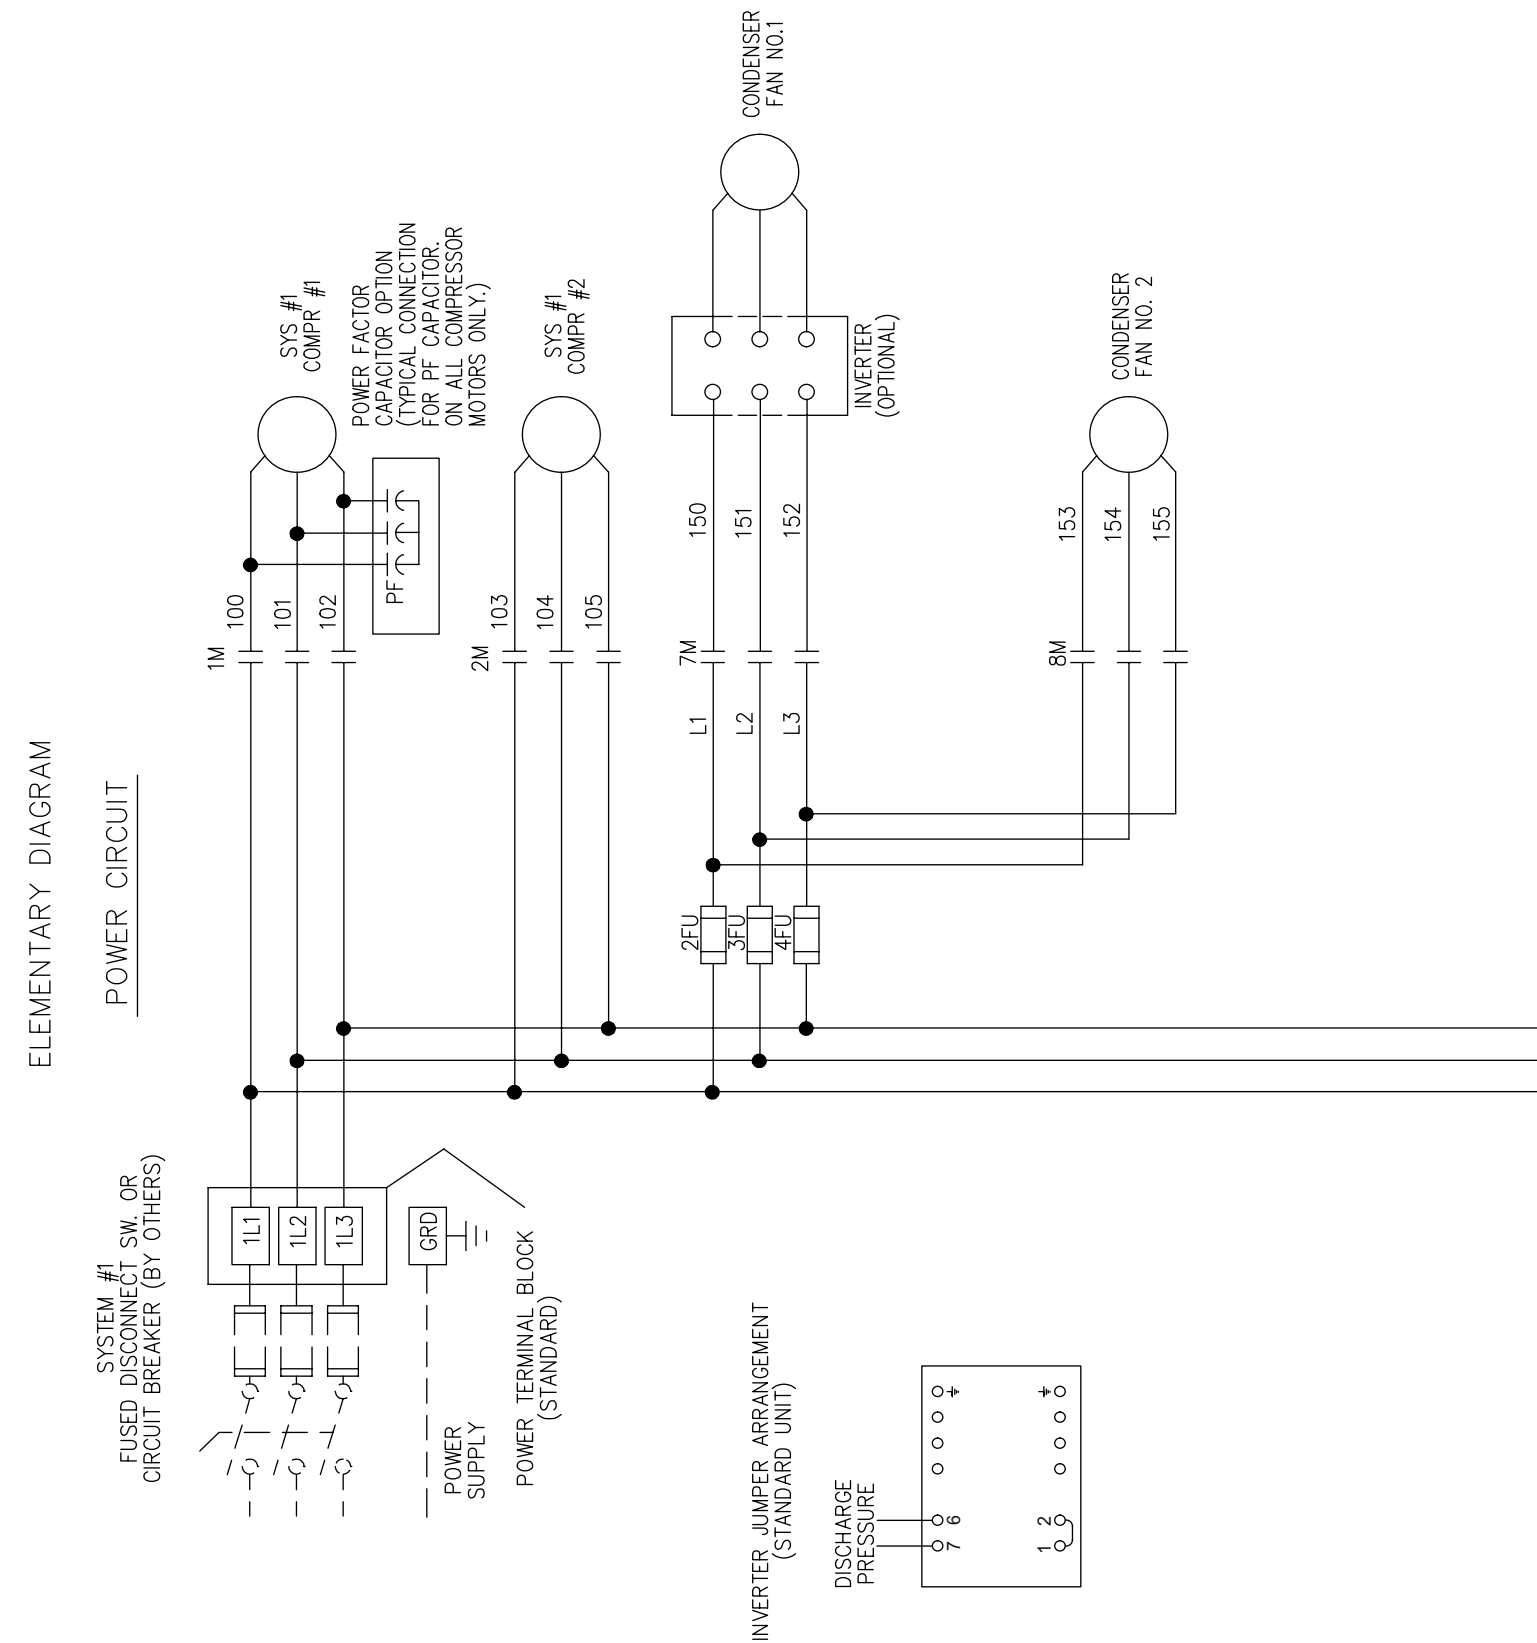 ELEMENTARY DIAGRAM
POWER CIRCUIT
SYSTEM #1
FUSED DISCONNECT SW. OR
CIRCUIT BREAKER (BY OTHERS)
1L1
1L2
1L3
GRD
POWER
SUPPLY
POWER TERMINAL BLOCK
(STANDARD)
1M
100
101
102
SYS #1
COMPR #1
PF
POWER FACTOR
CAPACITOR OPTION
(TYPICAL CONNECTION
FOR PF CAPACITOR.
ON ALL COMPRESSOR
MOTORS ONLY.)
2M
103
104
105
SYS #1
COMPR #2
2FU
3FU
4FU
L1
L2
L3
7M
150
151
152
INVERTER
(OPTIONAL)
CONDENSER
FAN NO.1
8M
153
154
155
CONDENSER
FAN NO. 2
INVERTER JUMPER ARRANGEMENT
(STANDARD UNIT)
DISCHARGE
PRESSURE
7 6
1 2